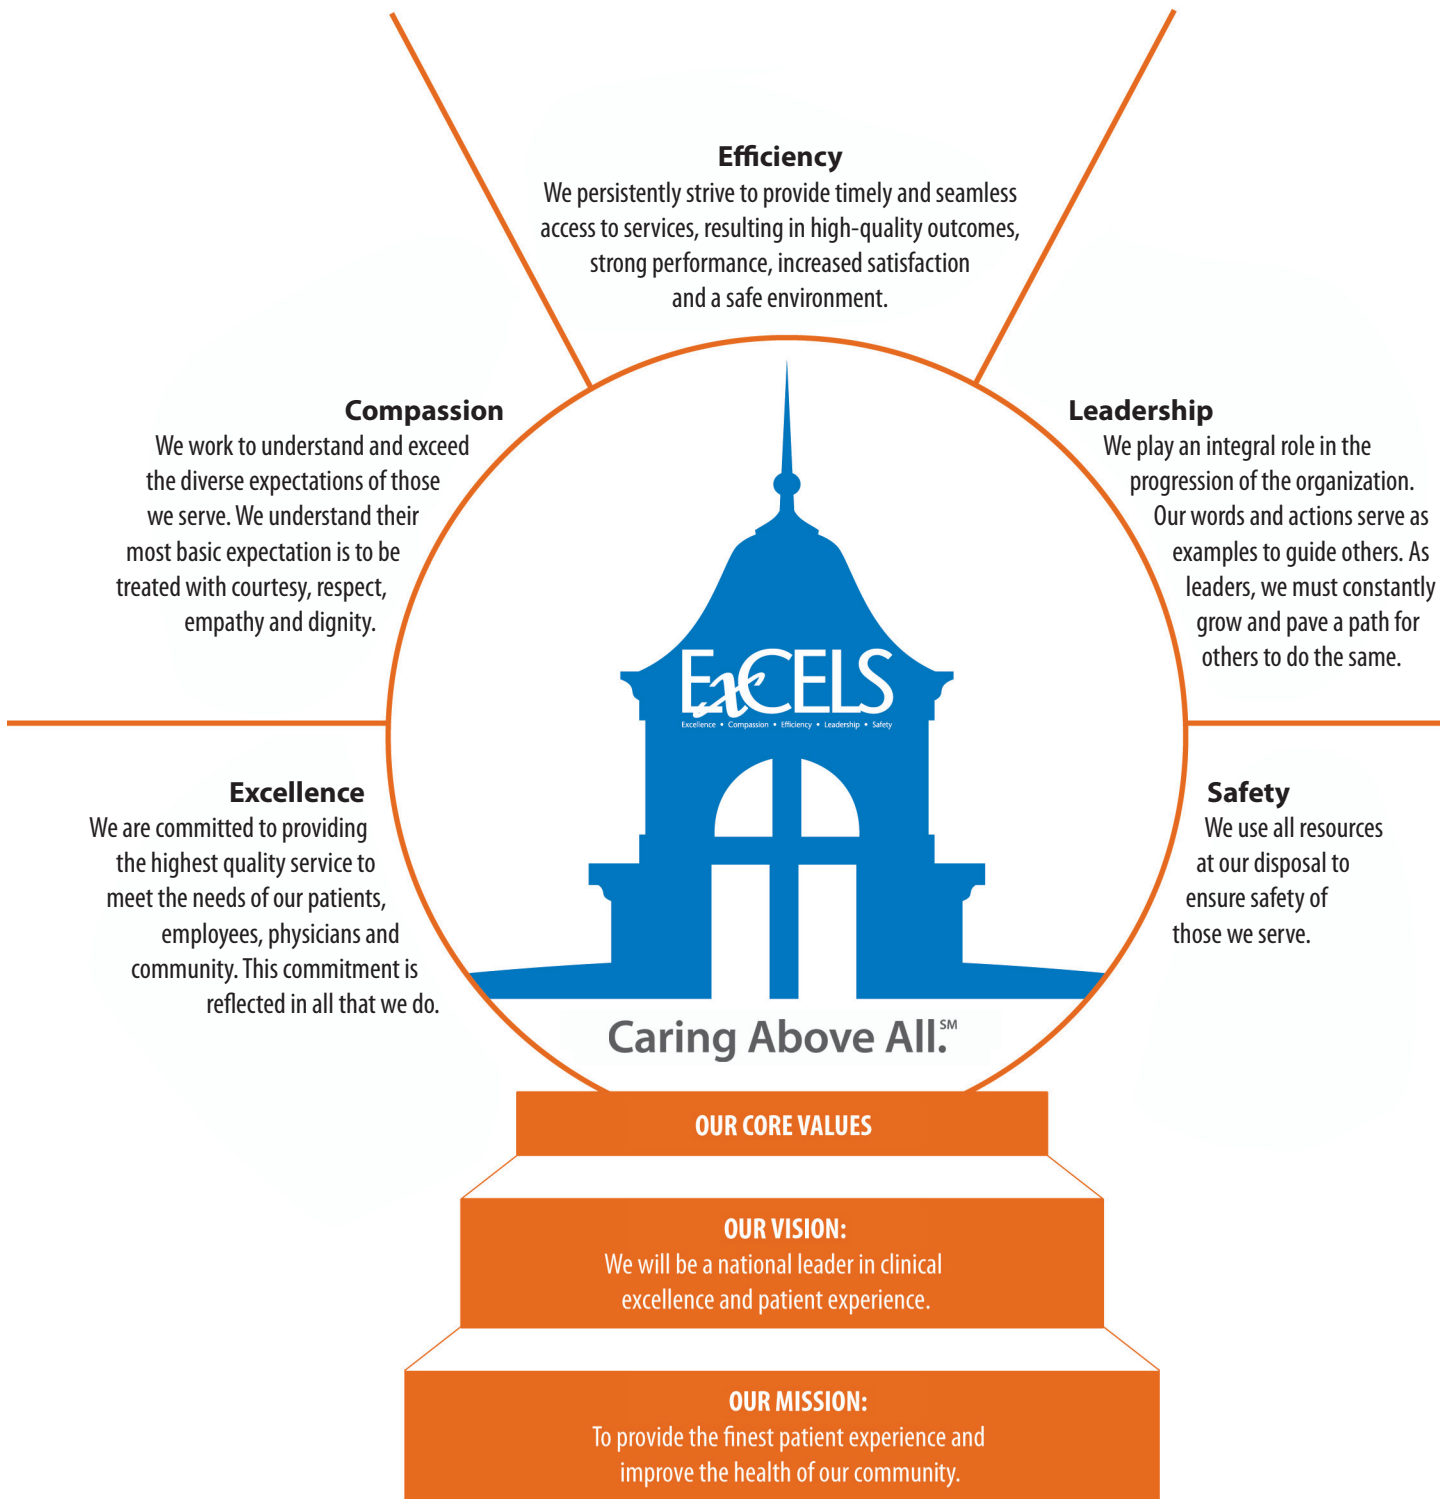 Efficiency
We persistently strive to provide timely and seamless
access to services, resulting in high-quality outcomes,
strong performance, increased satisfaction
and a safe environment.
Compassion
We work to understand and exceed
the diverse expectations of those
we serve. We understand their
most basic expectation is to be
treated with courtesy, respect,
empathy and dignity.
Leadership
We play an integral role in the
progression of the organization.
Our words and actions serve as
examples to guide others. As
leaders, we must constantly
grow and pave a path for
others to do the same.
ExCELS
Excellence • Compassion • Efficiency • Leadership • Safety
Excellence
We are committed to providing
the highest quality service to
meet the needs of our patients,
employees, physicians and
community. This commitment is
reflected in all that we do.
Safety
We use all resources
at our disposal to
ensure safety of
those we serve.
Caring Above All.℠
OUR CORE VALUES
OUR VISION:
We will be a national leader in clinical
excellence and patient experience.
OUR MISSION:
To provide the finest patient experience and
improve the health of our community.